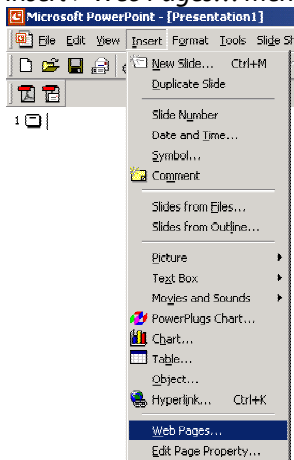 Insert > Web Pages... men
Microsoft PowerPoint - [Presentation1]
File Edit View Insert Format Tools Slide S
New Slide... Ctrl+M
Duplicate Slide
1
Slide Number
Date and Time...
Symbol...
Comment
Slides from Files...
Slides from Outline...
Picture
Text Box
Movies and Sounds
PowerPlugs Chart...
Chart...
Table...
Object...
Hyperlink... Ctrl+K
Web Pages...
Edit Page Property...